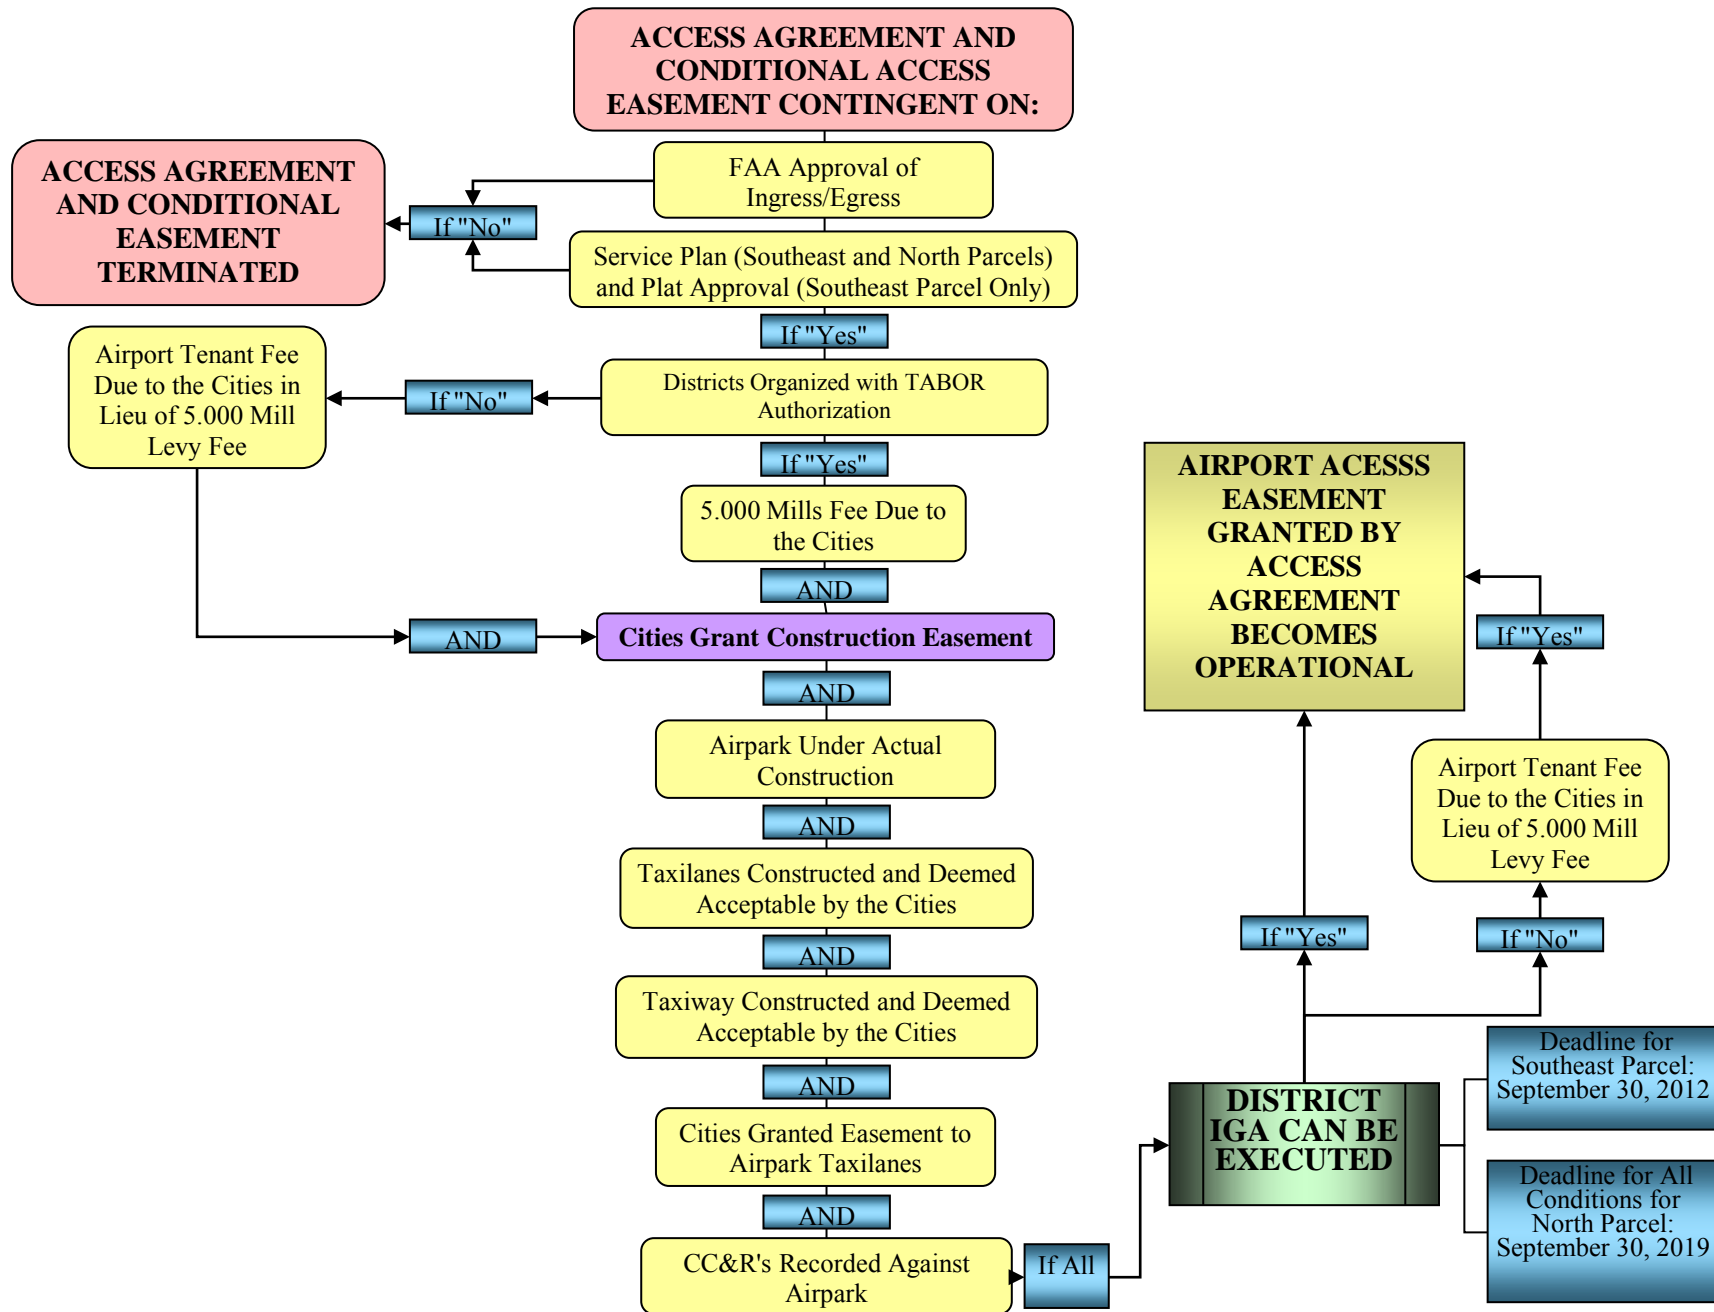 ACCESS AGREEMENT AND
CONDITIONAL ACCESS
EASEMENT CONTINGENT ON:
FAA Approval of
Ingress/Egress
If "No"
ACCESS AGREEMENT
AND CONDITIONAL
EASEMENT
TERMINATED
Service Plan (Southeast and North Parcels)
and Plat Approval (Southeast Parcel Only)
If "Yes"
Districts Organized with TABOR
Authorization
If "No"
Airport Tenant Fee
Due to the Cities in
Lieu of 5.000 Mill
Levy Fee
If "Yes"
5.000 Mills Fee Due to
the Cities
AND
AND
Cities Grant Construction Easement
AND
Airpark Under Actual
Construction
AND
Taxilanes Constructed and Deemed
Acceptable by the Cities
AND
Taxiway Constructed and Deemed
Acceptable by the Cities
AND
Cities Granted Easement to
Airpark Taxilanes
AND
CC&R's Recorded Against
Airpark
If All
DISTRICT
IGA CAN BE
EXECUTED
Deadline for
Southeast Parcel:
September 30, 2012
Deadline for All
Conditions for
North Parcel:
September 30, 2019
If "Yes"
If "No"
Airport Tenant Fee
Due to the Cities in
Lieu of 5.000 Mill
Levy Fee
If "Yes"
AIRPORT ACESSS
EASEMENT
GRANTED BY
ACCESS
AGREEMENT
BECOMES
OPERATIONAL